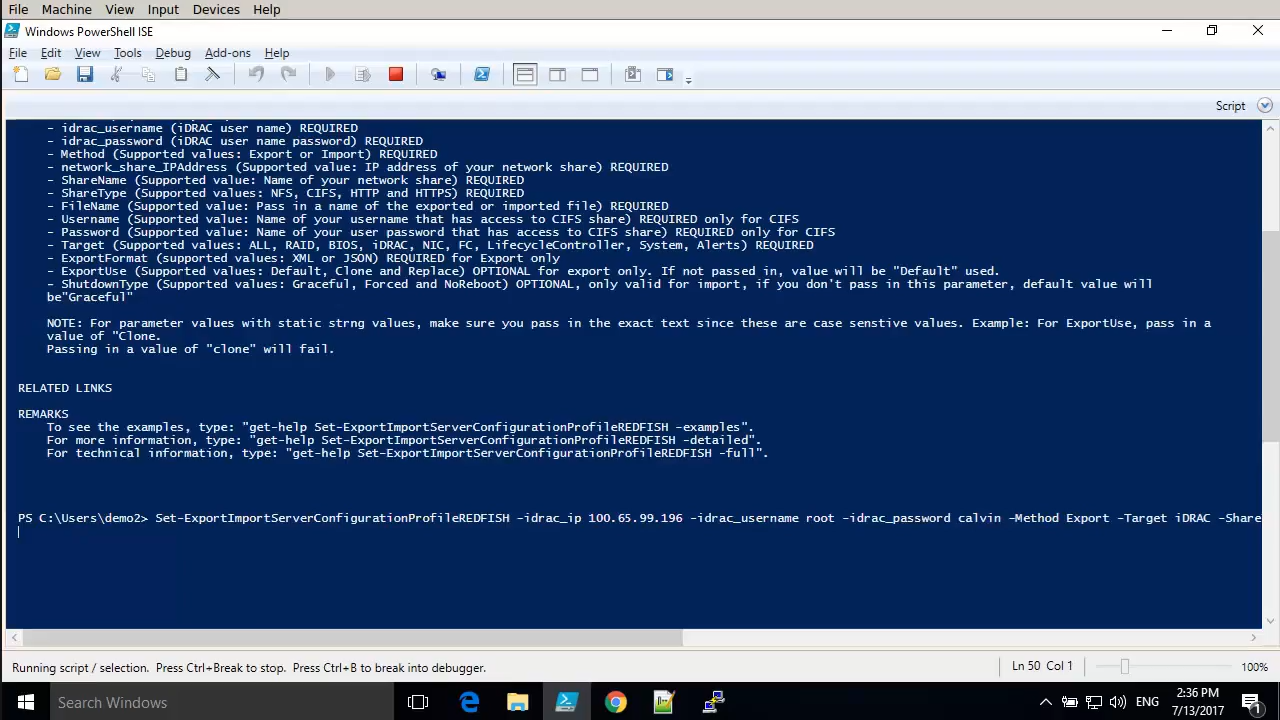 File Machine View Input Devices Help
Windows PowerShell ISE
File Edit View Tools Debug Add-ons Help
Script
- idrac_username (iDRAC user name) REQUIRED
- idrac_password (iDRAC user name password) REQUIRED
- Method (Supported values: Export or Import) REQUIRED
- network_share_IPAddress (Supported value: IP address of your network share) REQUIRED
- ShareName (Supported value: Name of your network share) REQUIRED
- ShareType (Supported values: NFS, CIFS, HTTP and HTTPS) REQUIRED
- FileName (Supported value: Pass in a name of the exported or imported file) REQUIRED
- Username (Supported value: Name of your username that has access to CIFS share) REQUIRED only for CIFS
- Password (Supported value: Name of your user password that has access to CIFS share) REQUIRED only for CIFS
- Target (Supported values: ALL, RAID, BIOS, iDRAC, NIC, FC, LifecycleController, System, Alerts) REQUIRED
- ExportFormat (supported values: XML or JSON) REQUIRED for Export only
- ExportUse (Supported values: Default, Clone and Replace) OPTIONAL for export only. If not passed in, value will be "Default" used.
- ShutdownType (Supported values: Graceful, Forced and NoReboot) OPTIONAL, only valid for import, if you don't pass in this parameter, default value will
be"Graceful"
NOTE: For parameter values with static strng values, make sure you pass in the exact text since these are case senstive values. Example: For ExportUse, pass in a
value of "Clone.
Passing in a value of "clone" will fail.
RELATED LINKS
REMARKS
To see the examples, type: "get-help Set-ExportImportServerConfigurationProfileREDFISH -examples".
For more information, type: "get-help Set-ExportImportServerConfigurationProfileREDFISH -detailed".
For technical information, type: "get-help Set-ExportImportServerConfigurationProfileREDFISH -full".
PS C:\Users\demo2> Set-ExportImportServerConfigurationProfileREDFISH -idrac_ip 100.65.99.196 -idrac_username root -idrac_password calvin -Method Export -Target iDRAC -Share
Running script / selection. Press Ctrl+Break to stop. Press Ctrl+B to break into debugger.
Ln 50 Col 1
100%
Search Windows
ENG
2:36 PM
7/13/2017
1